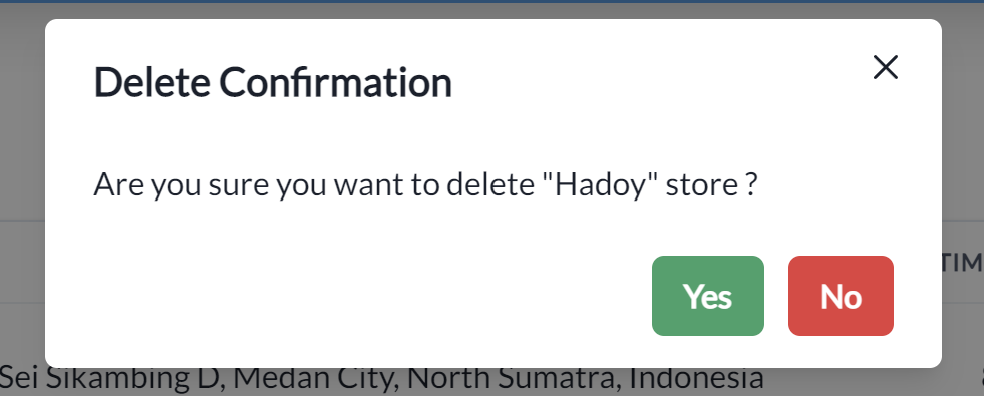 Delete Confirmation
Are you sure you want to delete "Hadoy" store ?
Yes No
TIM
Sei Sikambing D, Medan City, North Sumatra, Indonesia